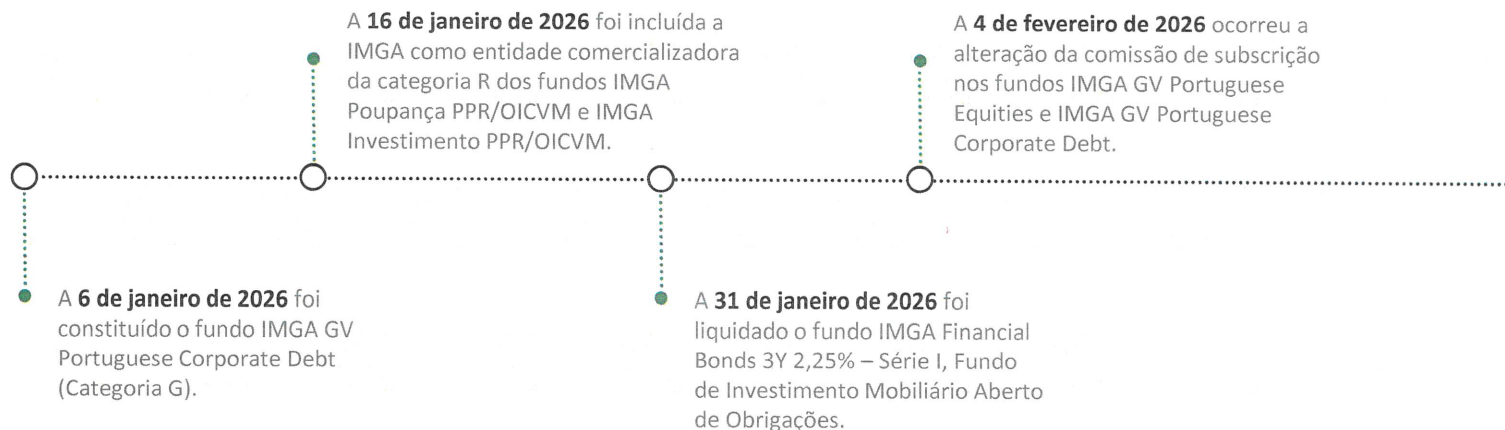 A 16 de janeiro de 2026 foi incluída a
IMGA como entidade comercializadora
da categoria R dos fundos IMGA
Poupança PPR/OICVM e IMGA
Investimento PPR/OICVM.
A 4 de fevereiro de 2026 ocorreu a
alteração da comissão de subscrição
nos fundos IMGA GV Portuguese
Equities e IMGA GV Portuguese
Corporate Debt.
A 6 de janeiro de 2026 foi
constituído o fundo IMGA GV
Portuguese Corporate Debt
(Categoria G).
A 31 de janeiro de 2026 foi
liquidado o fundo IMGA Financial
Bonds 3Y 2,25% – Série I, Fundo
de Investimento Mobiliário Aberto
de Obrigações.